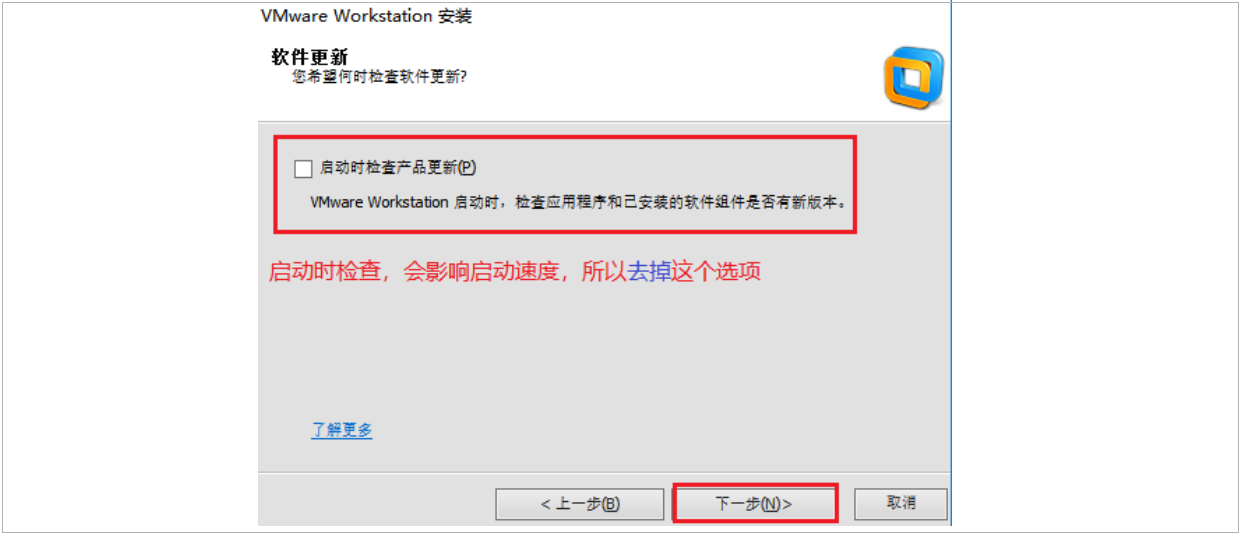 VMware Workstation 安装
软件更新
您希望何时检查软件更新?
启动时检查产品更新(P)
VMware Workstation 启动时，检查应用程序和已安装的软件组件是否有新版本。
启动时检查，会影响启动速度，所以去掉这个选项
了解更多
< 上一步(B)
下一步(N)>
取消